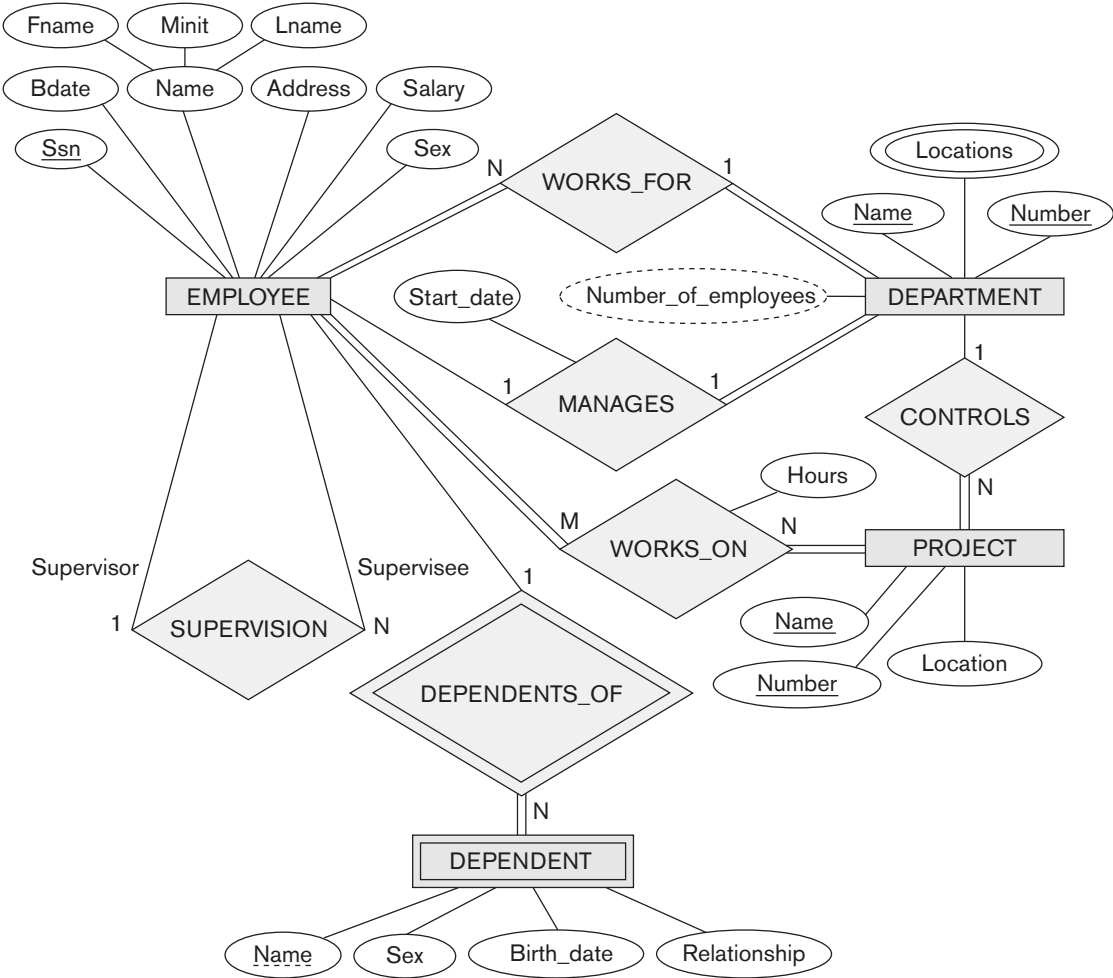 Fname
Minit
Lname
Bdate
Name
Address
Salary
Ssn
Sex
N
WORKS_FOR
1
Locations
Name
Number
EMPLOYEE
Start_date
Number_of_employees
DEPARTMENT
1
MANAGES
1
1
CONTROLS
N
Hours
M
WORKS_ON
N
PROJECT
Name
Number
Location
Supervisor
Supervisee
1
SUPERVISION
N
1
DEPENDENTS_OF
N
DEPENDENT
Name
Sex
Birth_date
Relationship